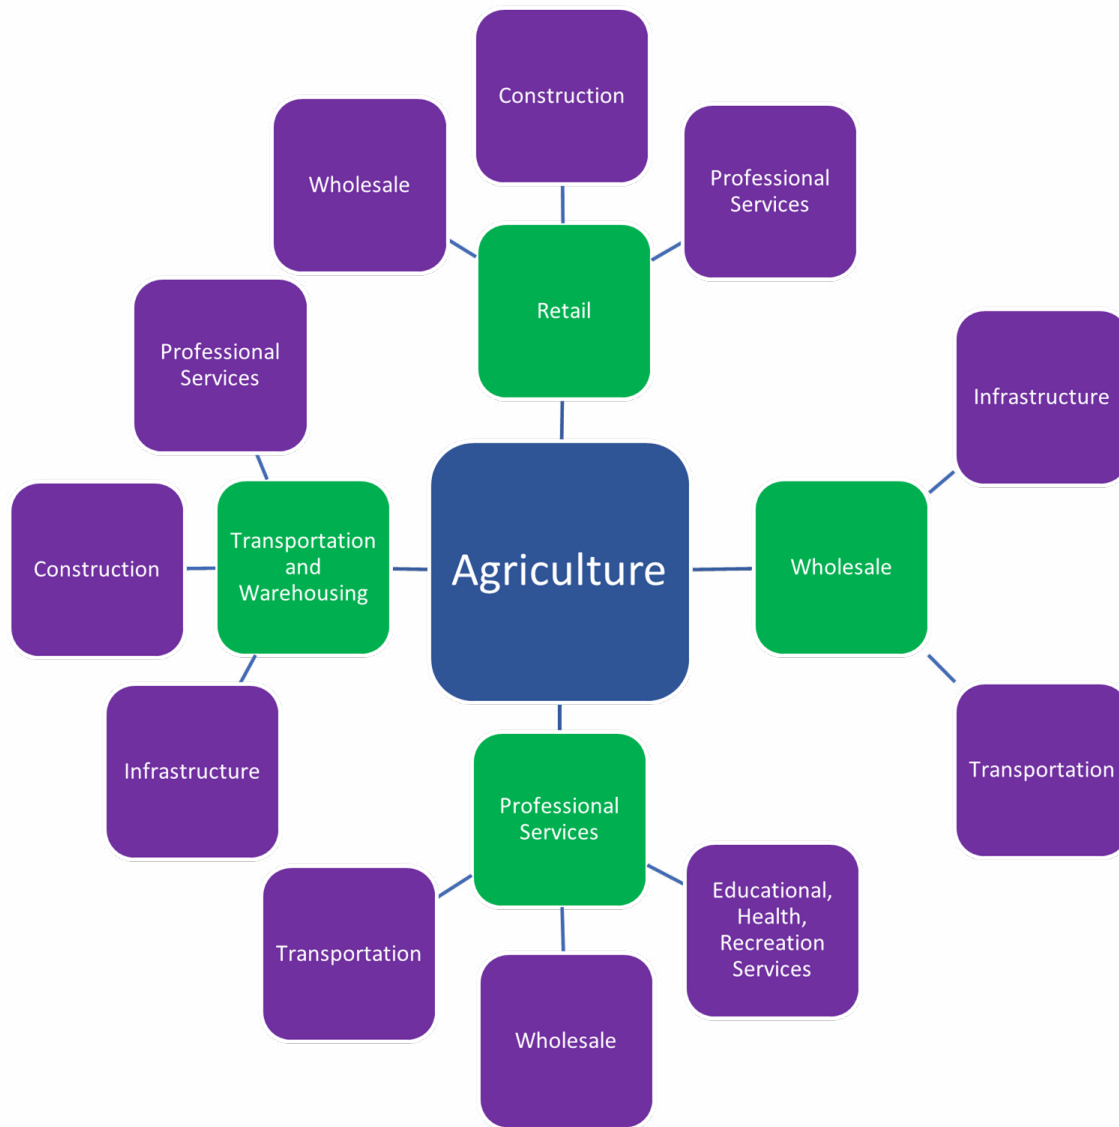 Construction
Wholesale
Professional
Services
Retail
Professional
Services
Infrastructure
Construction
Transportation
and
Warehousing
Agriculture
Wholesale
Infrastructure
Professional
Services
Transportation
Transportation
Educational,
Health,
Recreation
Services
Wholesale